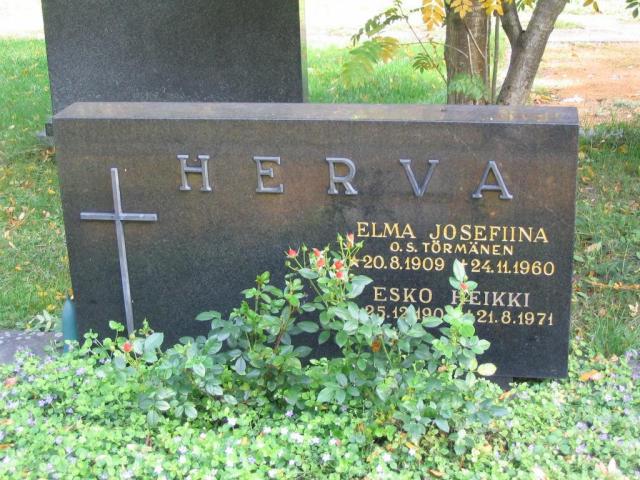 HERVA
ELMA JOSEFIINA
O.S. TÖRMÄNEN
*20.8.1909 †24.11.1960
ESKO HEIKKI
21.8.1971